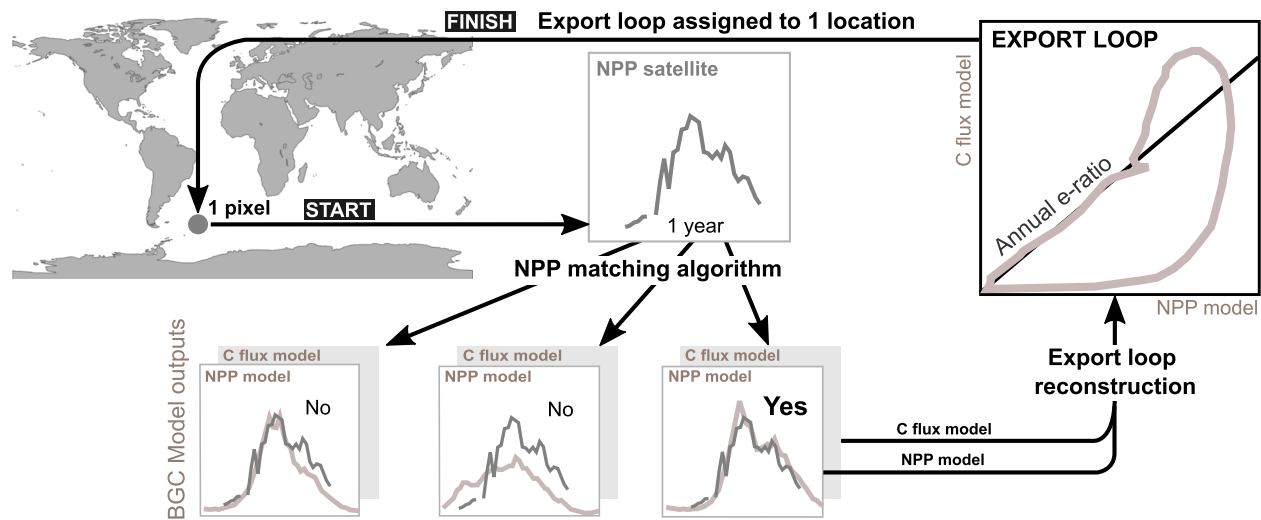 FINISH Export loop assigned to 1 location
EXPORT LOOP
C flux model
NPP satellite
Annual e-ratio
1 pixel
START
1 year
NPP matching algorithm
NPP model
BGC Model outputs
C flux model
NPP model
No
C flux model
NPP model
No
C flux model
NPP model
Yes
Export loop
reconstruction
C flux model
NPP model